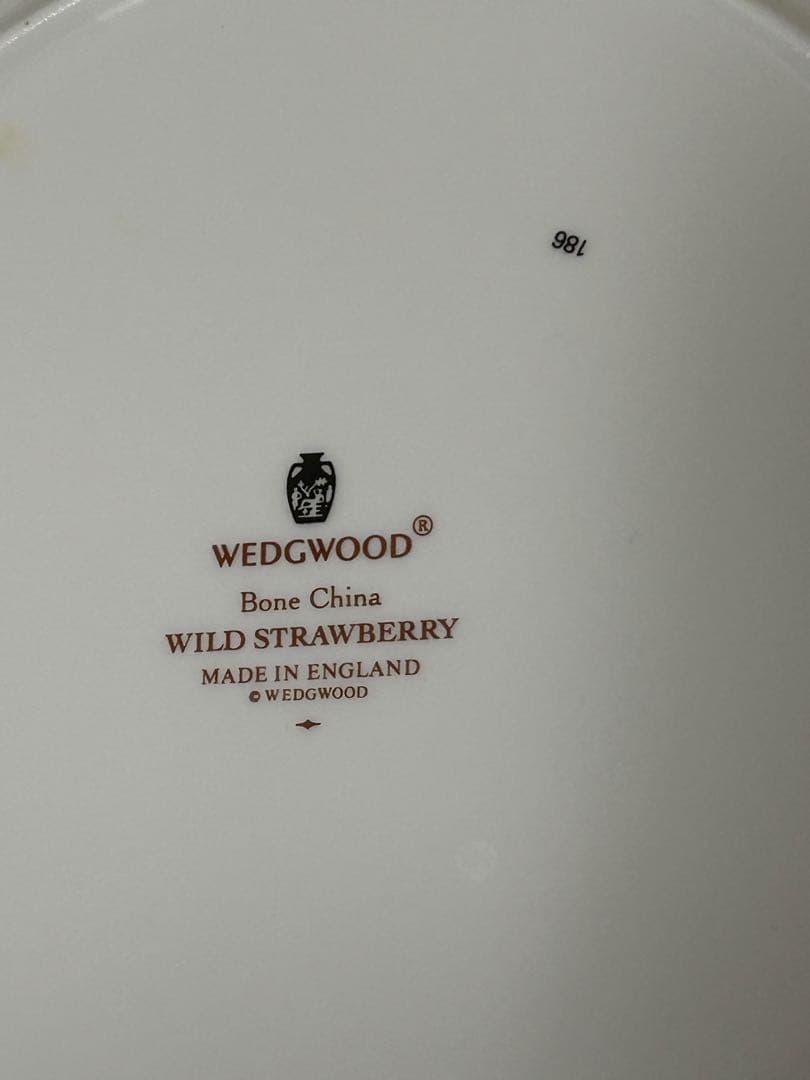 186
WEDGWOOD®
Bone China
WILD STRAWBERRY
MADE IN ENGLAND
© WEDGWOOD